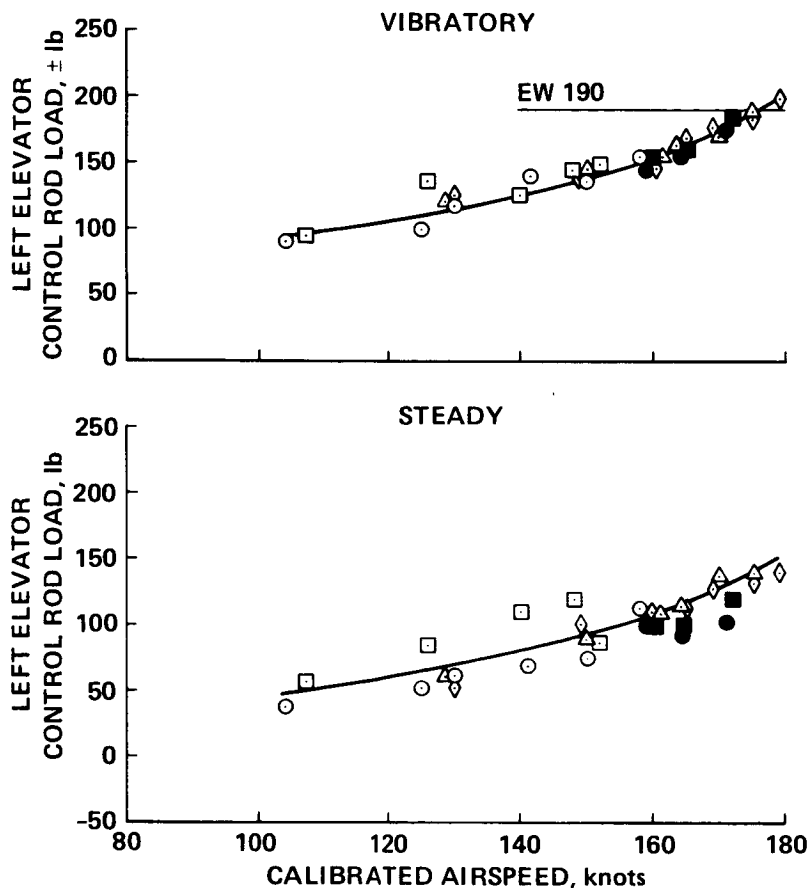 VIBRATORY
LEFT ELEVATOR
CONTROL ROD LOAD, ± lb
250
200
150
100
50
0
EW 190
STEADY
LEFT ELEVATOR
CONTROL ROD LOAD, lb
250
200
150
100
50
0
-50
80
100
120
140
160
180
CALIBRATED AIRSPEED, knots